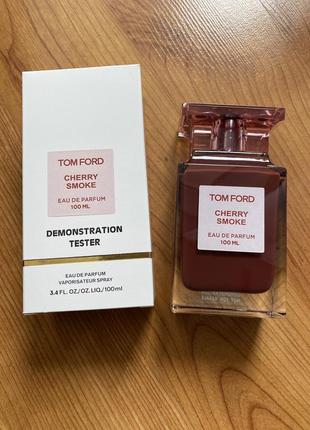 TOM FORD
CHERRY
SMOKE
EAU DE PARFUM
100 ML
DEMONSTRATION
TESTER
EAU DE PARFUM
VAPORISATEUR SPRAY
3.4 FL. OZ./OZ. LIQ./100ml
TOM FORD
CHERRY
SMOKE
EAU DE PARFUM
100 ML